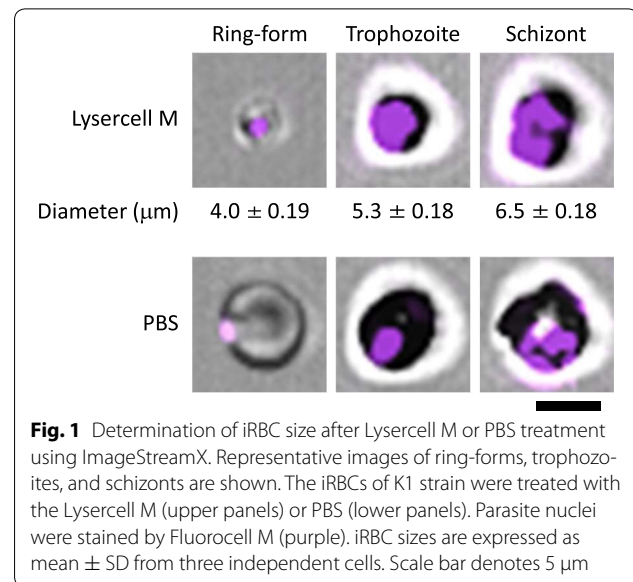 Ring-form Trophozoite Schizont
Lysercell M
Diameter (μm) 4.0 ± 0.19 5.3 ± 0.18 6.5 ± 0.18
PBS
Fig. 1 Determination of iRBC size after Lysercell M or PBS treatment
using ImageStreamX. Representative images of ring-forms, trophozo-
ites, and schizonts are shown. The iRBCs of K1 strain were treated with
the Lysercell M (upper panels) or PBS (lower panels). Parasite nuclei
were stained by Fluorocell M (purple). iRBC sizes are expressed as
mean ± SD from three independent cells. Scale bar denotes 5 μm